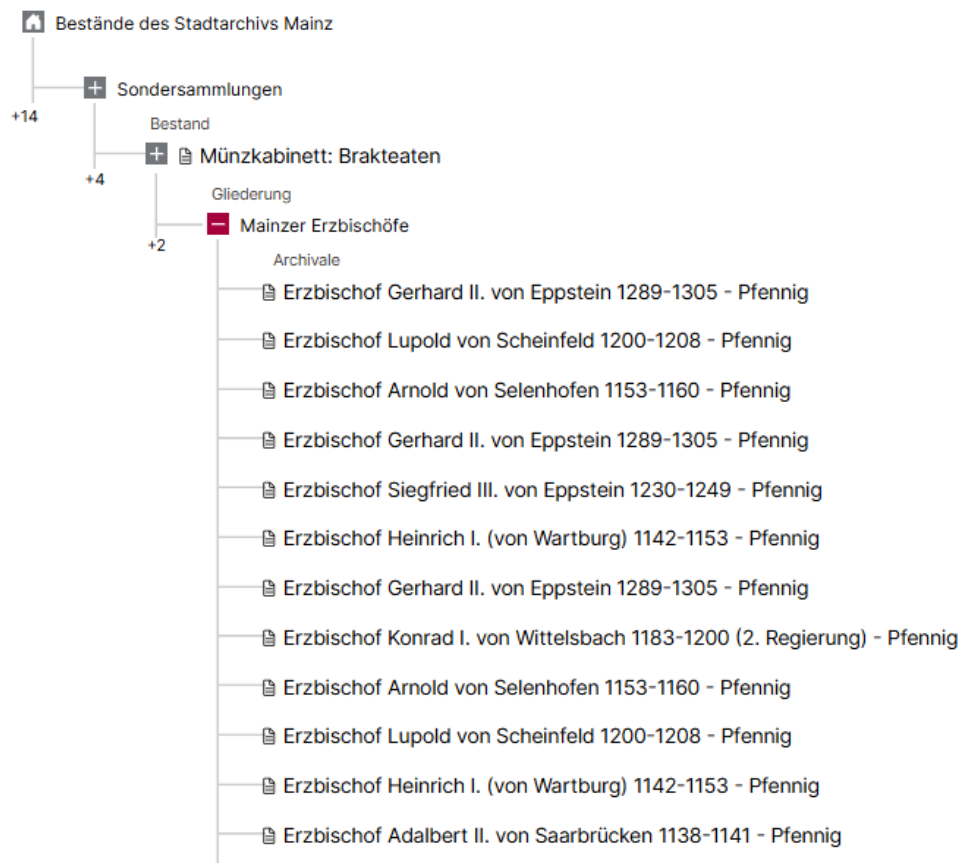 Bestände des Stadtarchivs Mainz
Sondersammlungen
+14
Bestand
Münzkabinett: Brakteaten
+4
Gliederung
Mainzer Erzbischöfe
+2
Archivale
Erzbischof Gerhard II. von Eppstein 1289-1305 - Pfennig
Erzbischof Lupold von Scheinfeld 1200-1208 - Pfennig
Erzbischof Arnold von Selenhofen 1153-1160 - Pfennig
Erzbischof Gerhard II. von Eppstein 1289-1305 - Pfennig
Erzbischof Siegfried III. von Eppstein 1230-1249 - Pfennig
Erzbischof Heinrich I. (von Wartburg) 1142-1153 - Pfennig
Erzbischof Gerhard II. von Eppstein 1289-1305 - Pfennig
Erzbischof Konrad I. von Wittelsbach 1183-1200 (2. Regierung) - Pfennig
Erzbischof Arnold von Selenhofen 1153-1160 - Pfennig
Erzbischof Lupold von Scheinfeld 1200-1208 - Pfennig
Erzbischof Heinrich I. (von Wartburg) 1142-1153 - Pfennig
Erzbischof Adalbert II. von Saarbrücken 1138-1141 - Pfennig